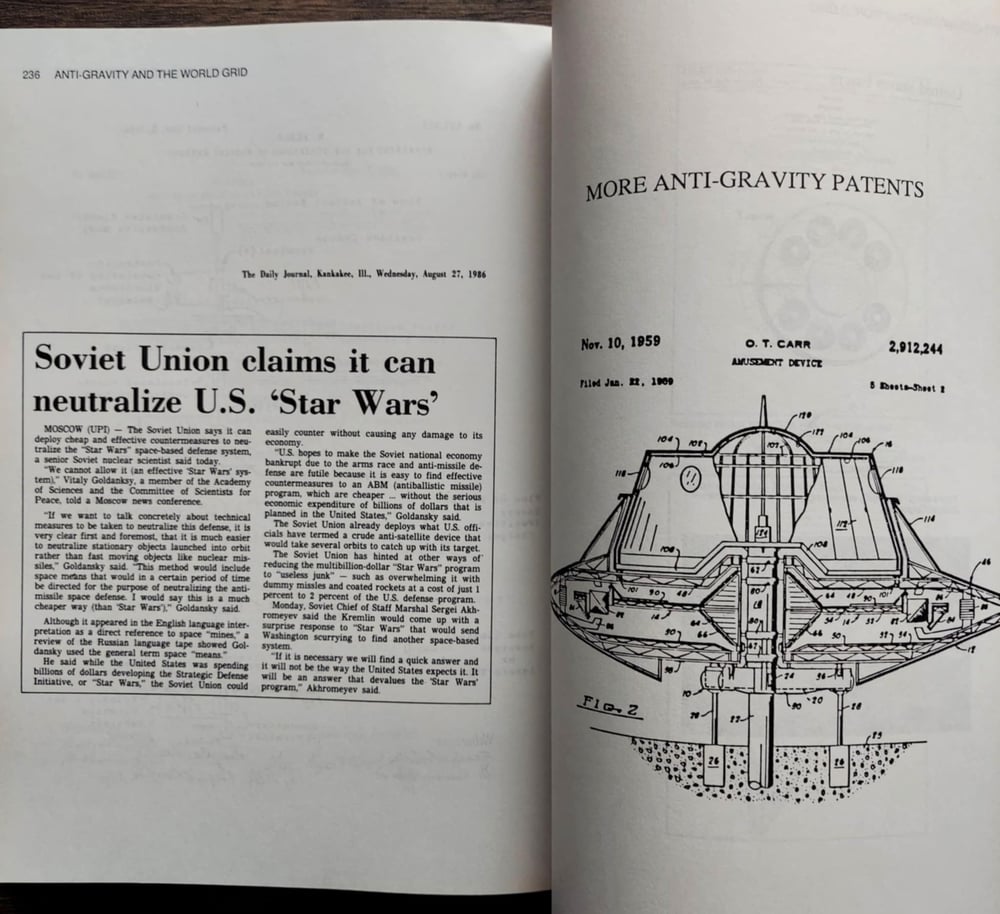 236 ANTI-GRAVITY AND THE WORLD GRID
The Daily Journal, Kankakee, Ill., Wednesday, August 27, 1986
Soviet Union claims it can
neutralize U.S. ‘Star Wars’
MOSCOW (UPI) — The Soviet Union says it can
deploy cheap and effective countermeasures to neu-
tralize the “Star Wars” space-based defense system,
a senior Soviet nuclear scientist said today.
“We cannot allow it (an effective ‘Star Wars’ sys-
tem),” Vitaly Goldanksy, a member of the Academy
of Sciences and the Committee of Scientists for
Peace, told a Moscow news conference.
“If we want to talk concretely about technical
measures to be taken to neutralize this defense, it is
very clear first and foremost, that it is much easier
to neutralize stationary objects launched into orbit
rather than fast moving objects like nuclear mis-
siles,” Goldansky said. “This method would include
space means that would in a certain period of time
be directed for the purpose of neutralizing the anti-
missile space defense. I would say this is a much
cheaper way (than ‘Star Wars’),” Goldansky said.
Although it appeared in the English language inter-
pretation as a direct reference to space “mines,” a
review of the Russian language tape showed Gol-
dansky used the general term space “means.”
He said while the United States was spending
billions of dollars developing the Strategic Defense
Initiative, or “Star Wars,” the Soviet Union could
easily counter without causing any damage to its
economy.
“U.S. hopes to make the Soviet national economy
bankrupt due to the arms race and anti-missile de-
fense are futile because it is easy to find effective
countermeasures to an ABM (antiballistic missile)
program, which are cheaper ... without the serious
economic expenditure of billions of dollars that is
planned in the United States,” Goldansky said.
The Soviet Union already deploys what U.S. offi-
cials have termed a crude anti-satellite device that
would take several orbits to catch up with its target.
The Soviet Union has hinted at other ways of
reducing the multibillion-dollar “Star Wars” program
to “useless junk” — such as overwhelming it with
dummy missiles and coated rockets at a cost of just 1
percent to 2 percent of the U.S. defense program.
Monday, Soviet Chief of Staff Marshal Sergei Akh-
romeyev said the Kremlin would come up with a
surprise response to “Star Wars” that would send
Washington scurrying to find another space-based
system.
“If it is necessary we will find a quick answer and
it will not be the way the United States expects it. It
will be an answer that devalues the ‘Star Wars’
program,” Akhromeyev said.
MORE ANTI-GRAVITY PATENTS
Nov. 10, 1959 O. T. CARR 2,912,244
AMUSEMENT DEVICE
Filed Jan. 22, 1959 5 Sheets-Sheet 2
FIG. 2
26 26